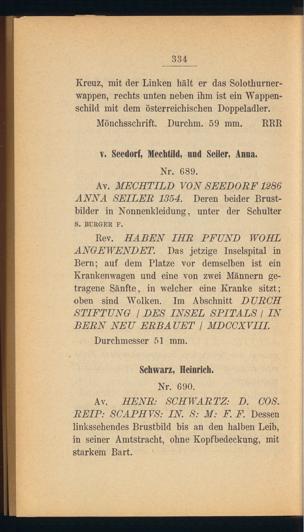 334
Kreuz, mit der Linken hält er das Solothurner-
wappen, rechts unten neben ihm ist ein Wappen-
schild mit dem österreichischen Doppeladler.
Mönchsschrift. Durchm. 59 mm. RRR
v. Seedorf, Mechtild, und Seiler, Anna.
Nr. 689.
Av. MECHTILD VON SEEDORF 1286
ANNA SEILER 1354. Deren beider Brust-
bilder in Nonnenkleidung, unter der Schulter
S. BURGER F.
Rev. HABEN IHR PFUND WOHL
ANGEWENDET. Das jetzige Inselspital in
Bern; auf dem Platze vor demselben ist ein
Krankenwagen und eine von zwei Männern ge-
tragene Sänfte, in welcher eine Kranke sitzt;
oben sind Wolken. Im Abschnitt DURCH
STIFTUNG / DES INSEL SPITALS / IN
BERN NEU ERBAUET / MDCCXVIII.
Durchmesser 51 mm.
Schwarz, Heinrich.
Nr. 690.
Av. HENR: SCHWARTZ: D. COS.
REIP: SCAPHVS: IN. S: M: F. F. Dessen
linkssehendes Brustbild bis an den halben Leib,
in seiner Amtstracht, ohne Kopfbedeckung, mit
starkem Bart.